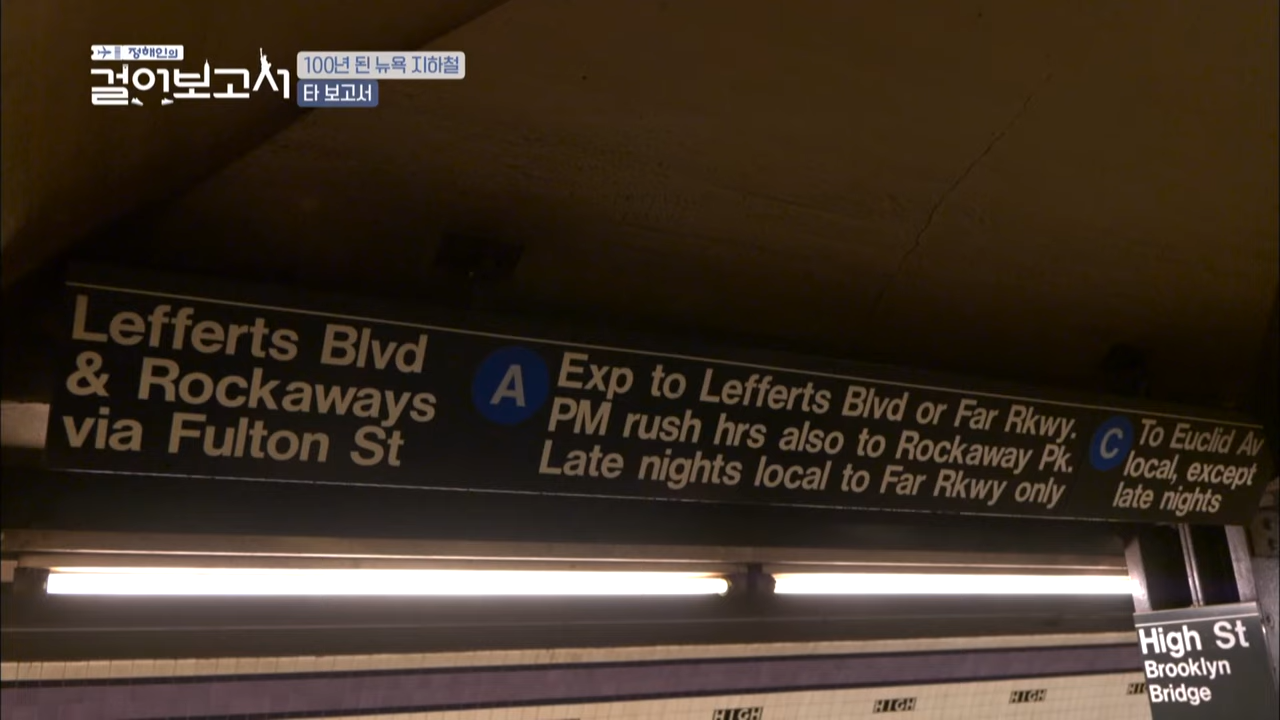 정해인의
걸어보고서
100년 된 뉴욕 지하철
타 보고서
Lefferts Blvd
& Rockaways
via Fulton St
A
Exp to Lefferts Blvd or Far Rkwy.
PM rush hrs also to Rockaway Pk.
Late nights local to Far Rkwy only
C
To Euclid Av
local, except
late nights
High St
Brooklyn
Bridge
HIGH
HIGH
HIGH